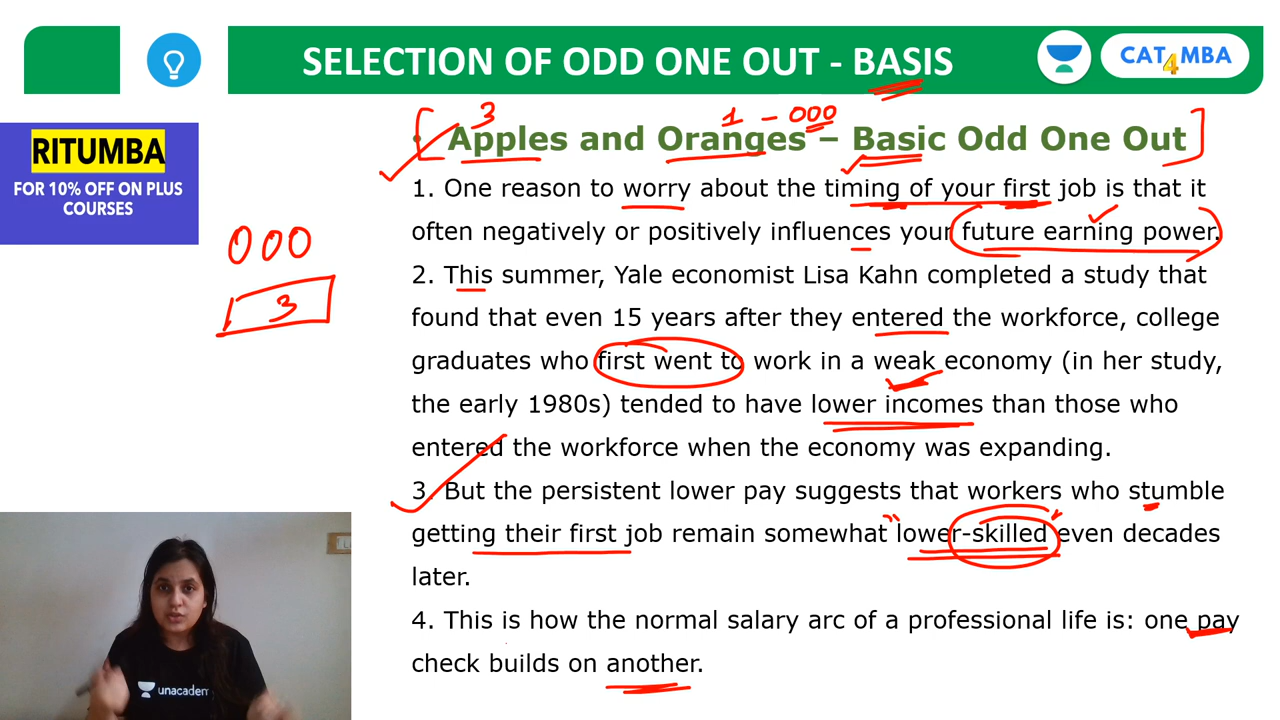 SELECTION OF ODD ONE OUT - BASIS
CAT4MBA
RITUMBA
FOR 10% OFF ON PLUS
COURSES
3
1 - 000
• Apples and Oranges – Basic Odd One Out
1. One reason to worry about the timing of your first job is that it
often negatively or positively influences your future earning power.
2. This summer, Yale economist Lisa Kahn completed a study that
found that even 15 years after they entered the workforce, college
graduates who first went to work in a weak economy (in her study,
the early 1980s) tended to have lower incomes than those who
entered the workforce when the economy was expanding.
3. But the persistent lower pay suggests that workers who stumble
getting their first job remain somewhat lower-skilled even decades
later.
4. This is how the normal salary arc of a professional life is: one pay
check builds on another.
000
3
unacademy